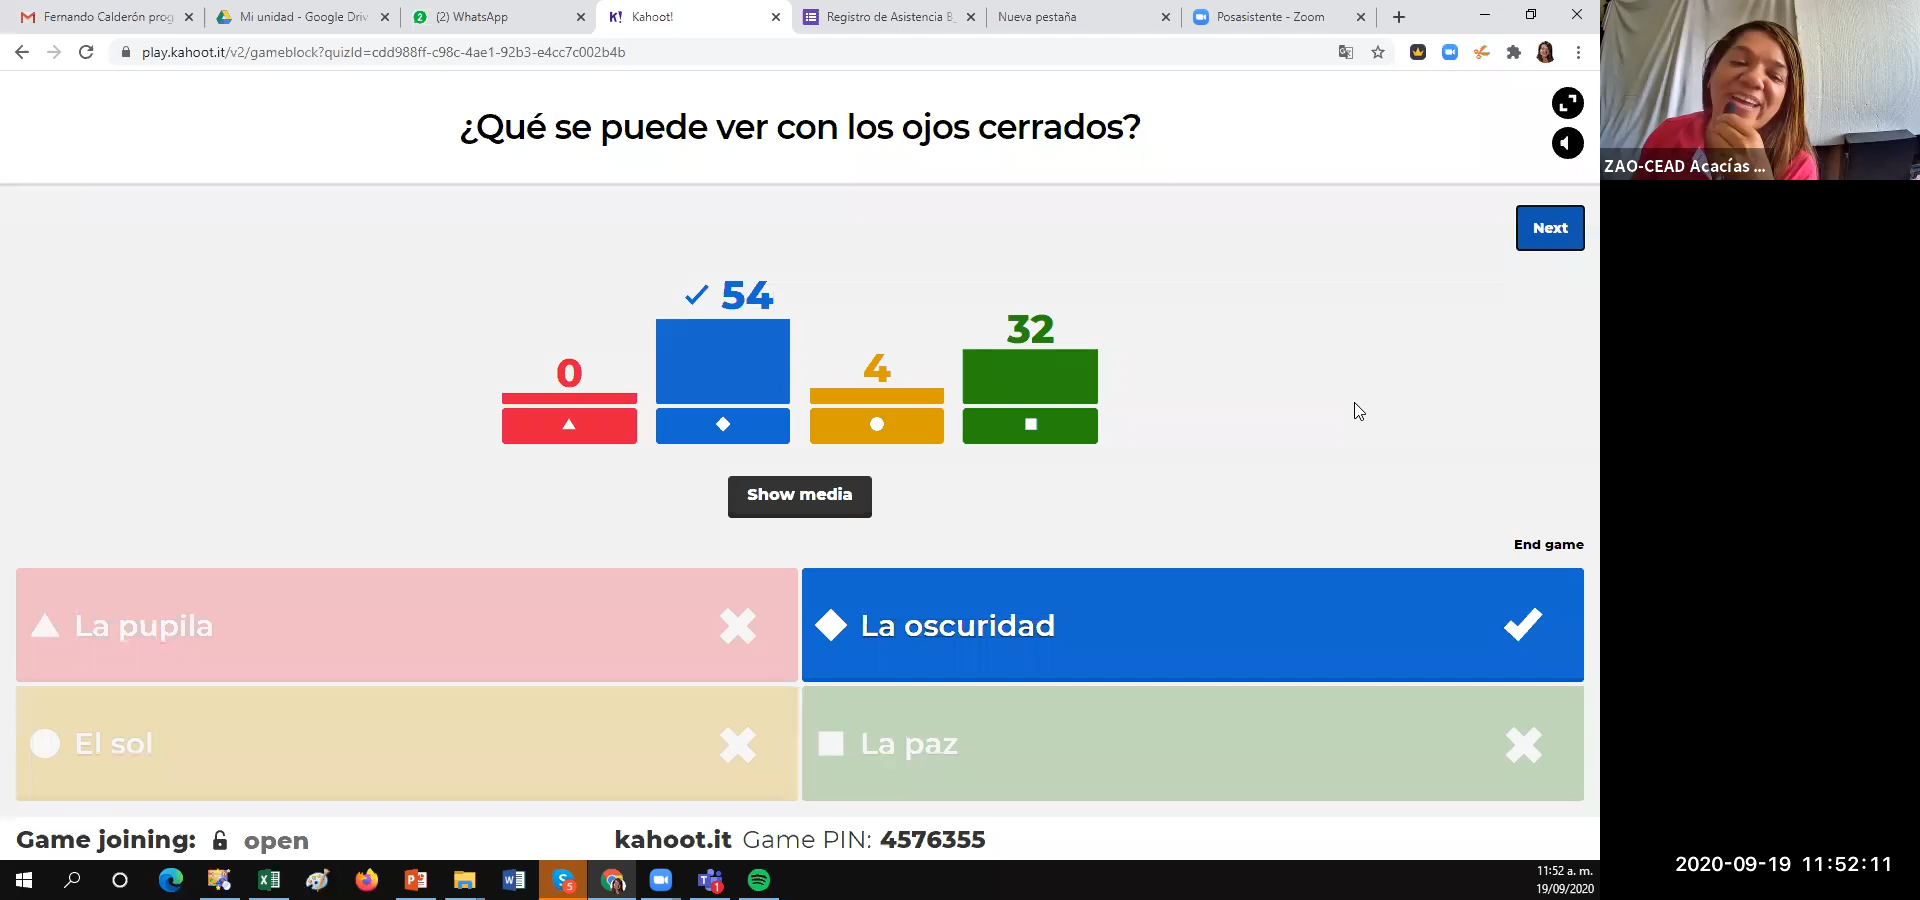 Fernando Calderón prog
Mi unidad - Google Driv
(2) WhatsApp
Kahoot!
Registro de Asistencia B_
Nueva pestaña
Posasistente - Zoom
play.kahoot.it/v2/gameblock?quizId=cdd988ff-c98c-4ae1-92b3-e4cc7c002b4b
¿Qué se puede ver con los ojos cerrados?
ZAO-CEAD Acacías ...
Next
0
54
4
32
Show media
End game
La pupila
La oscuridad
El sol
La paz
Game joining: open
kahoot.it Game PIN: 4576355
11:52 a. m.
19/09/2020
2020-09-19 11:52:11